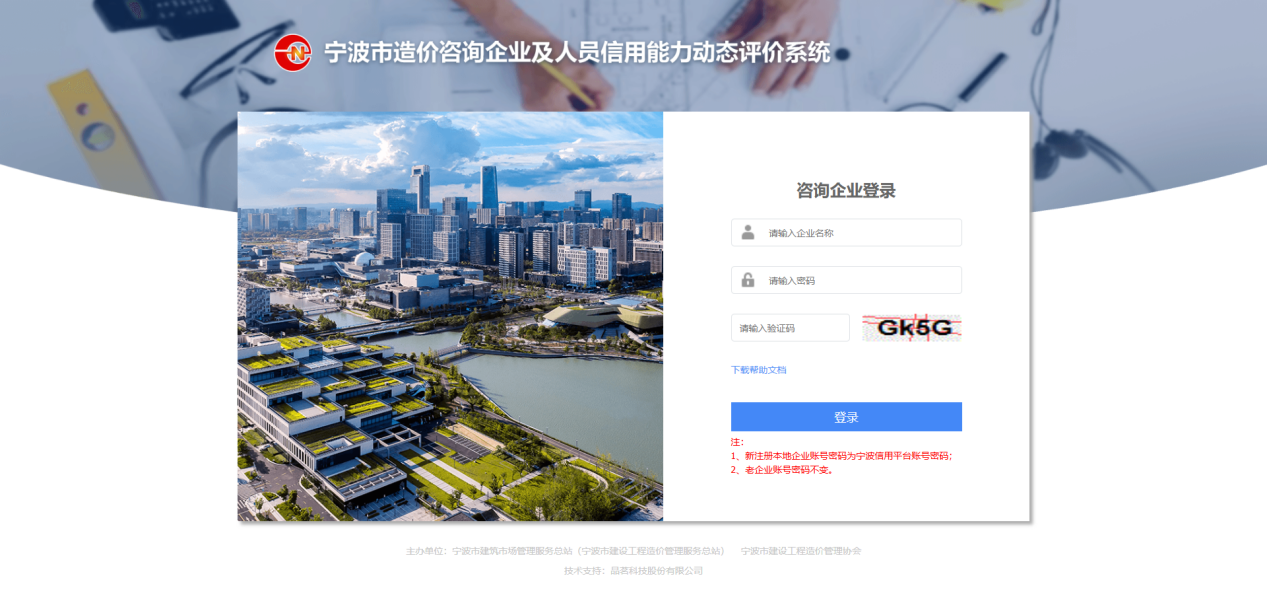 宁波市造价咨询企业及人员信用能力动态评价系统
咨询企业登录
请输入企业名称
请输入密码
请输入验证码 Gk5G
下载帮助文档
登录
注：
1、新注册本地企业账号密码为宁波信用平台账号密码；
2、老企业账号密码不变。
主办单位：宁波市建筑市场管理服务总站（宁波市建设工程造价管理服务总站） 宁波市建设工程造价管理协会
技术支持：品茗科技股份有限公司